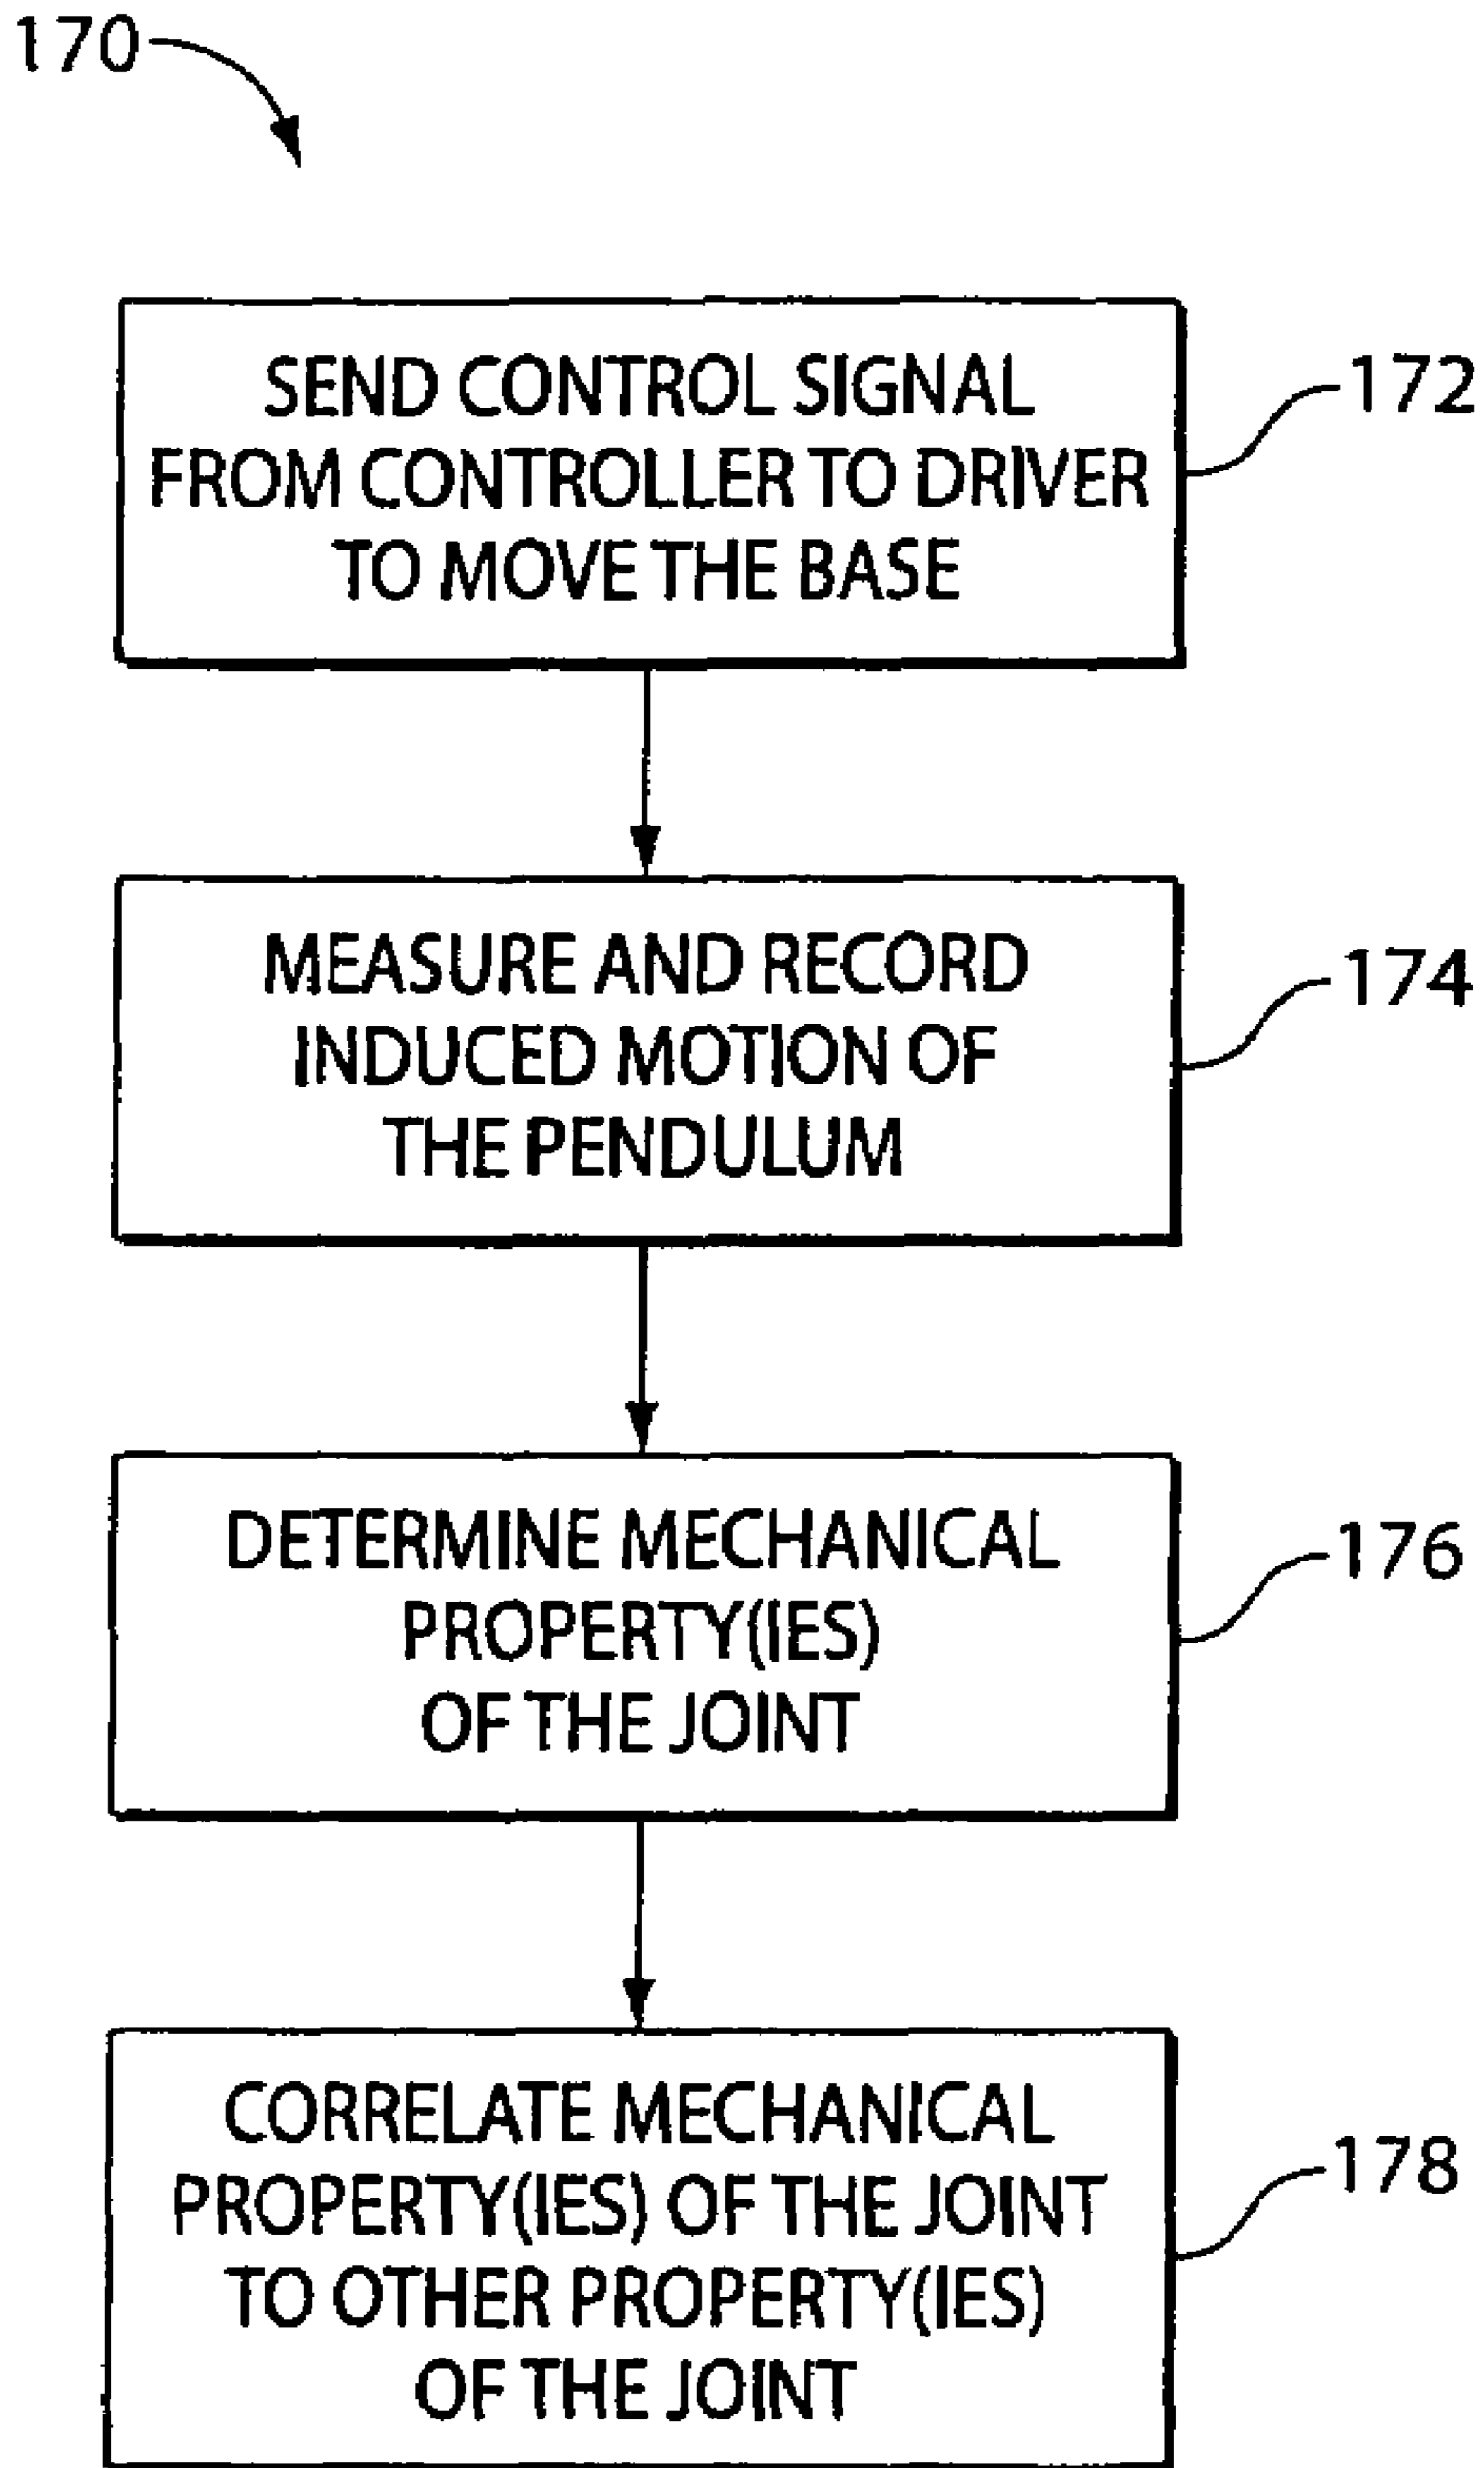 170
SEND CONTROL SIGNAL
FROM CONTROLLER TO DRIVER
TO MOVE THE BASE
172
MEASURE AND RECORD
INDUCED MOTION OF
THE PENDULUM
174
DETERMINE MECHANICAL
PROPERTY(IES)
OF THE JOINT
176
CORRELATE MECHANICAL
PROPERTY(IES) OF THE JOINT
TO OTHER PROPERTY(IES)
OF THE JOINT
178